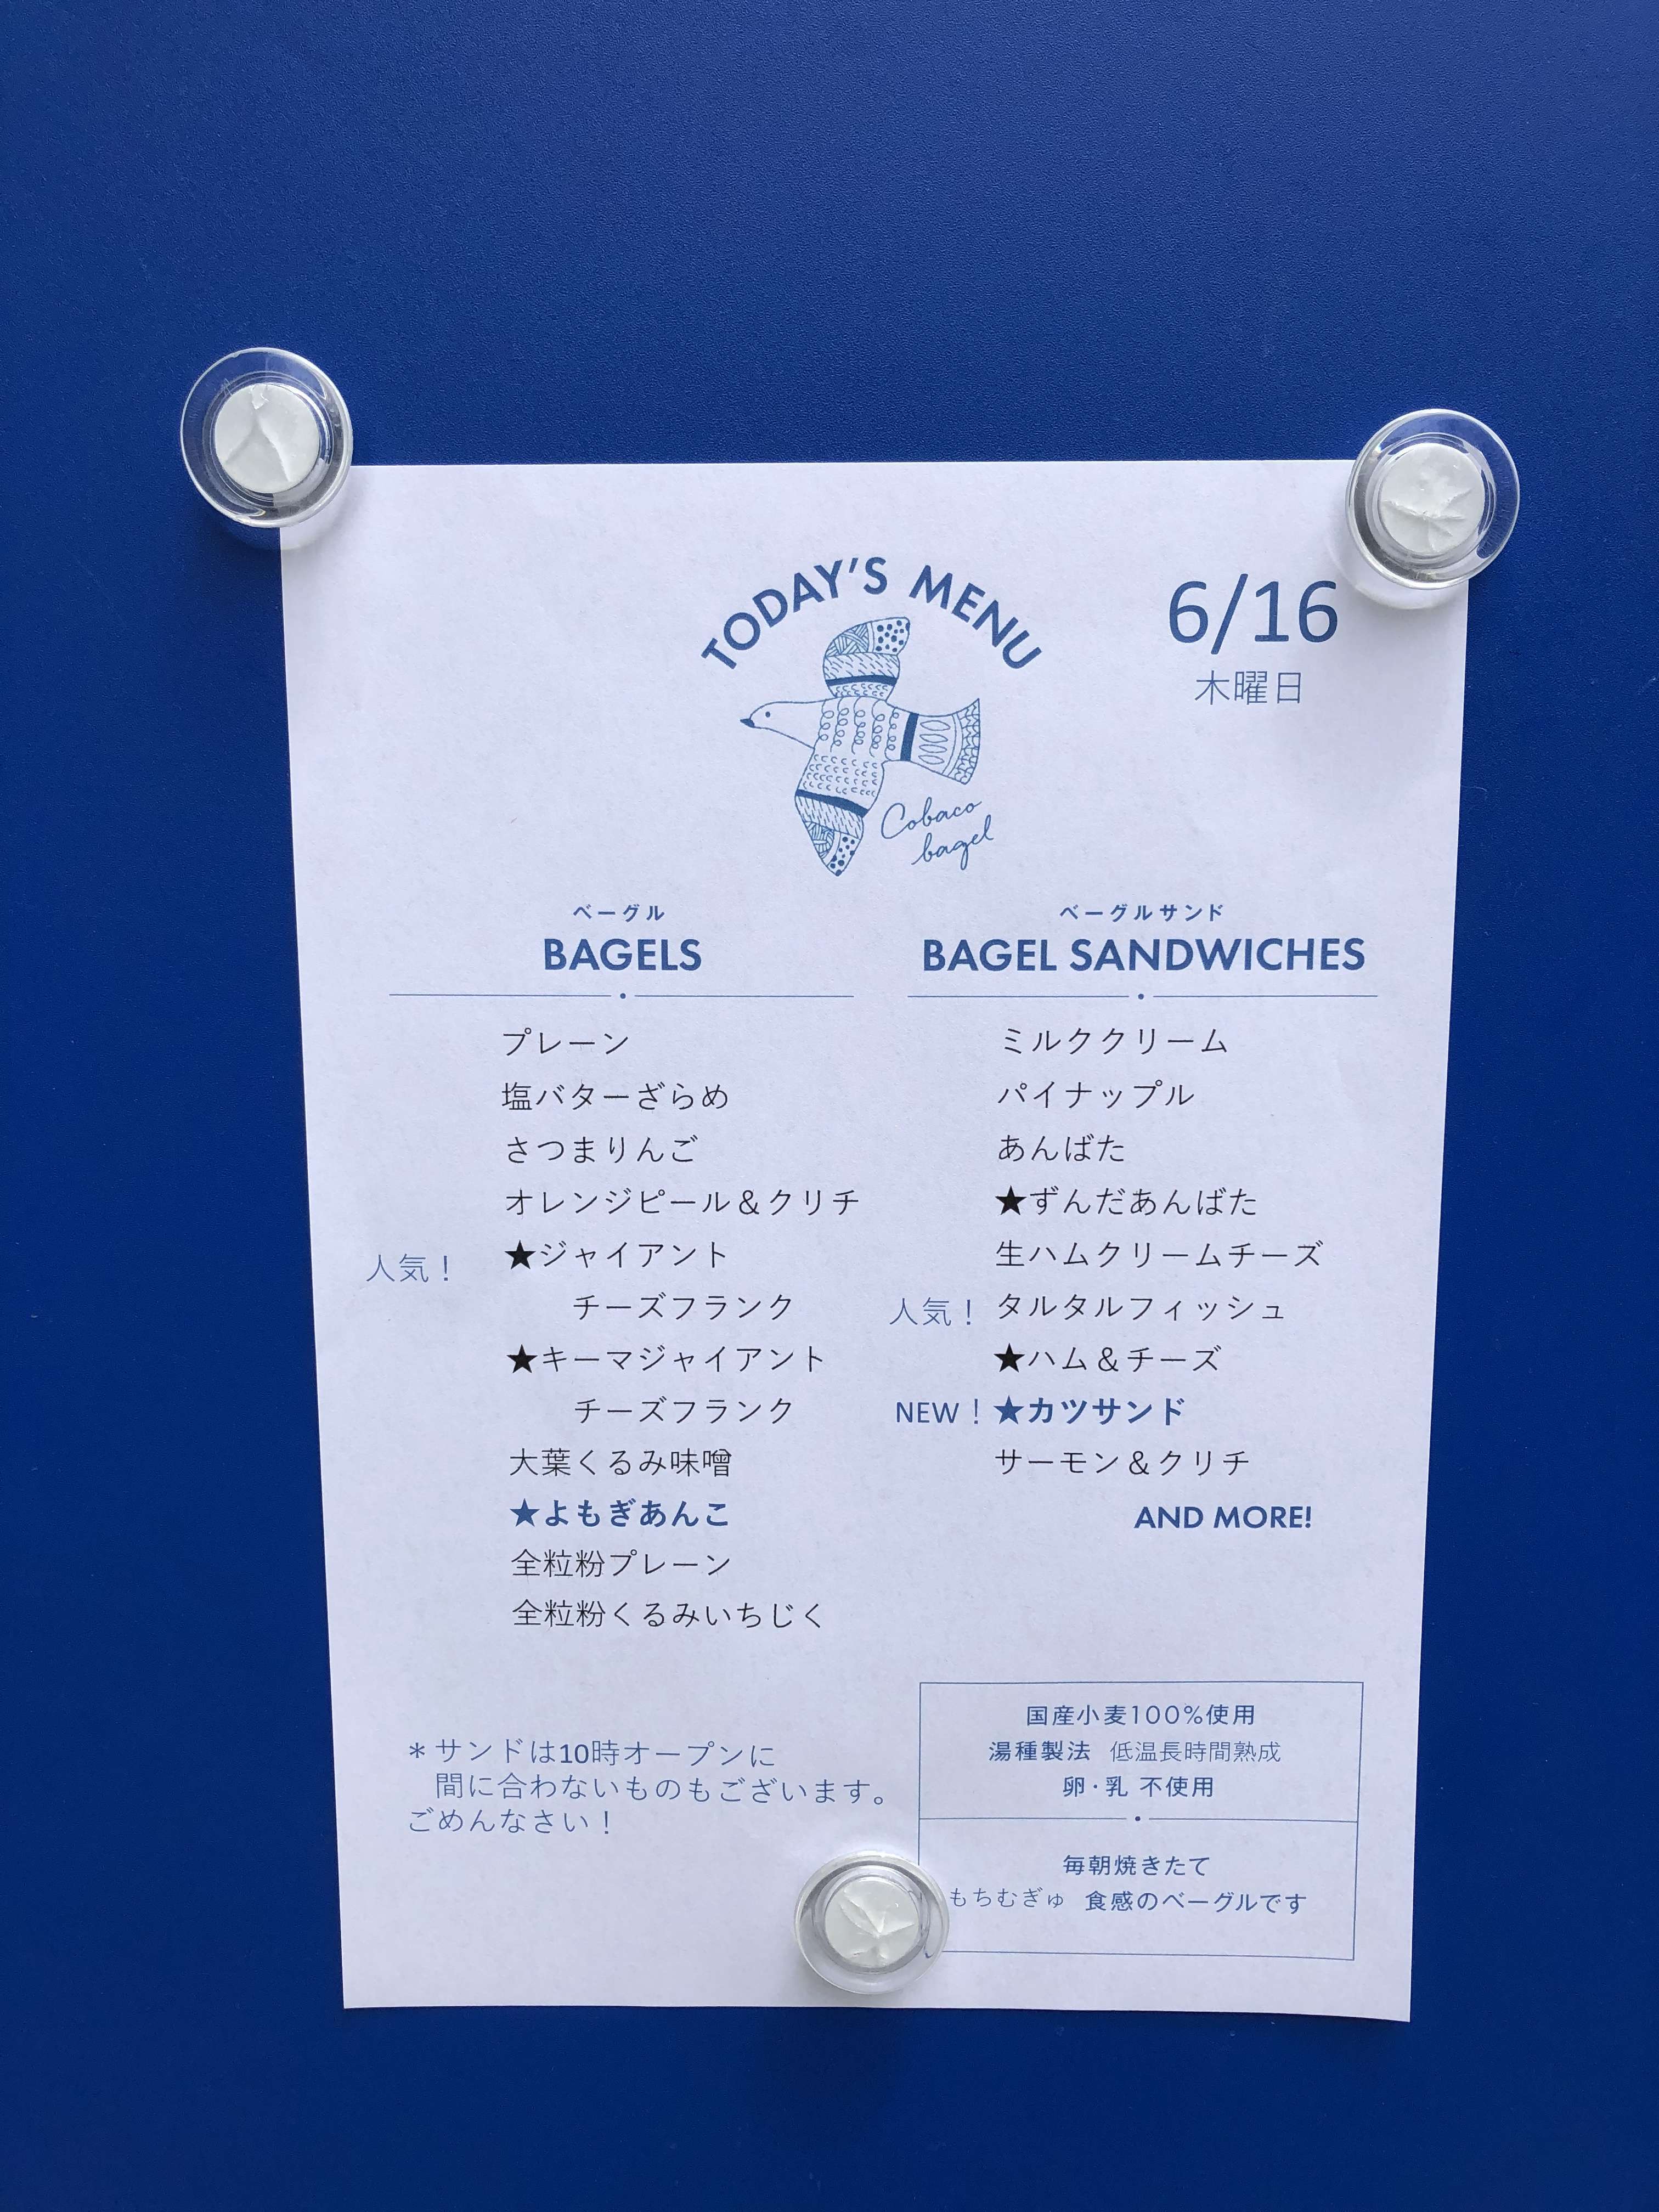 TODAY'S MENU
6/16
木曜日
Cobaco
bagel
ベーグル
BAGELS
プレーン
塩バターざらめ
さつまりんご
オレンジピール＆クリチ
人気！ ★ジャイアント
チーズフランク
★キーマジャイアント
チーズフランク
大葉くるみ味噌
★よもぎあんこ
全粒粉プレーン
全粒粉くるみいちじく
ベーグルサンド
BAGEL SANDWICHES
ミルククリーム
パイナップル
あんばた
★ずんだあんばた
生ハムクリームチーズ
人気！ タルタルフィッシュ
★ハム＆チーズ
NEW！ ★カツサンド
サーモン＆クリチ
AND MORE!
＊サンドは10時オープンに
間に合わないものもございます。
ごめんなさい！
国産小麦100%使用
湯種製法 低温長時間熟成
卵・乳 不使用
毎朝焼きたて
もちむぎゅ 食感のベーグルです